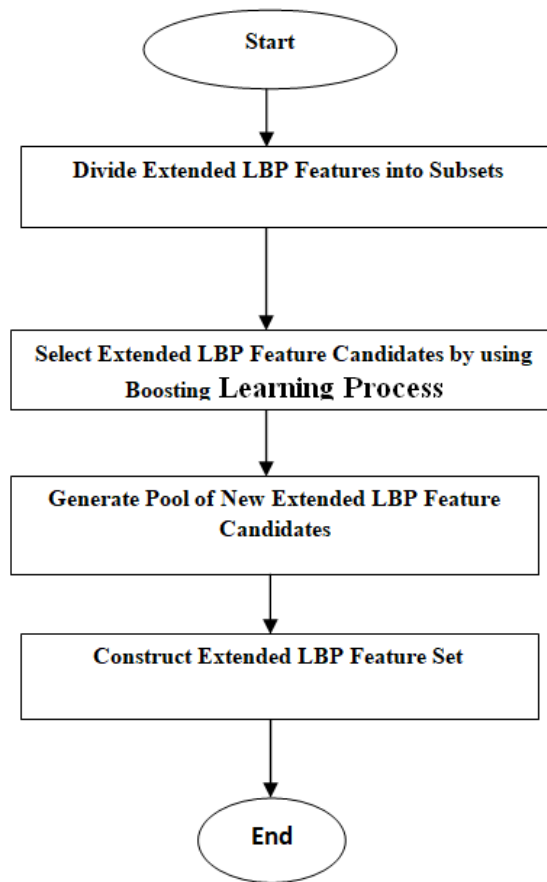 Start
Divide Extended LBP Features into Subsets
Select Extended LBP Feature Candidates by using
Boosting Learning Process
Generate Pool of New Extended LBP Feature
Candidates
Construct Extended LBP Feature Set
End